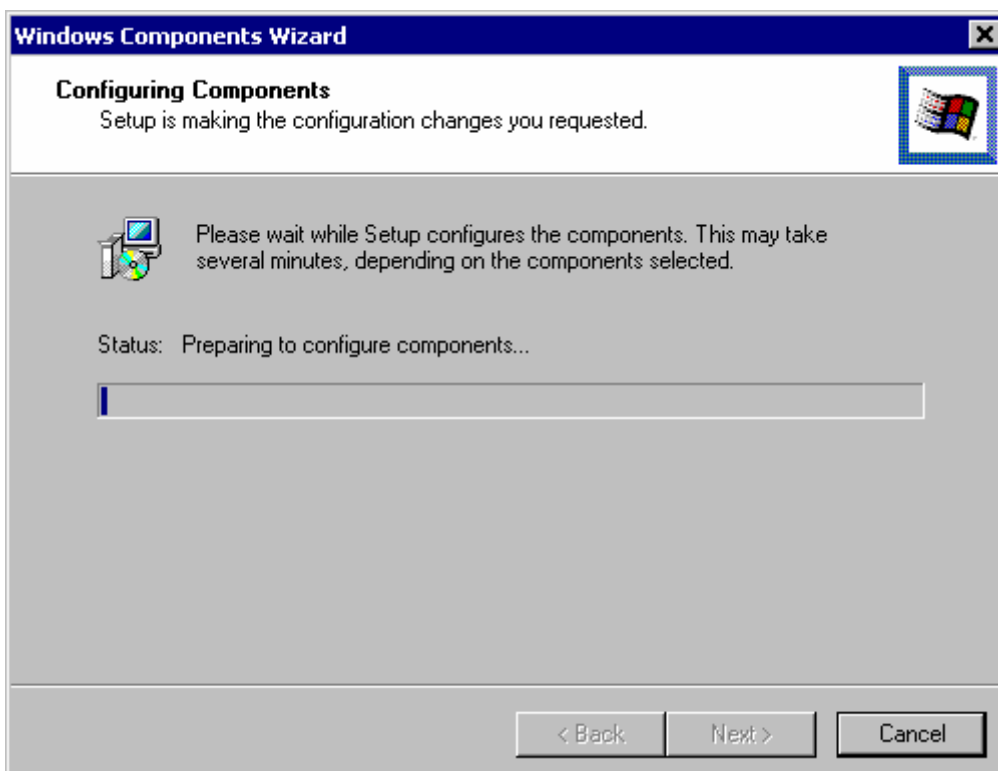 Windows Components Wizard
Configuring Components
Setup is making the configuration changes you requested.
Please wait while Setup configures the components. This may take
several minutes, depending on the components selected.
Status: Preparing to configure components...
< Back Next > Cancel